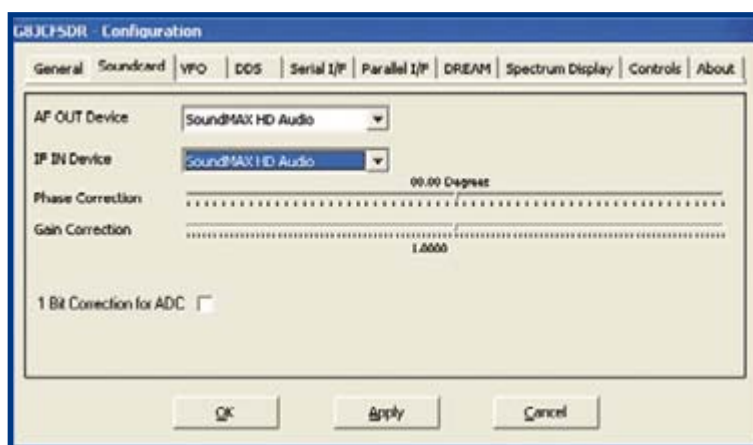 G8JCFSDR - Configuration
General Soundcard VFO DDS Serial I/F Parallel I/F DREAM Spectrum Display Controls About
AF OUT Device SoundMAX HD Audio
IF IN Device SoundMAX HD Audio
00.00 Degrees
Phase Correction
Gain Correction
1.0000
1 Bit Correction for ADC
OK Apply Cancel